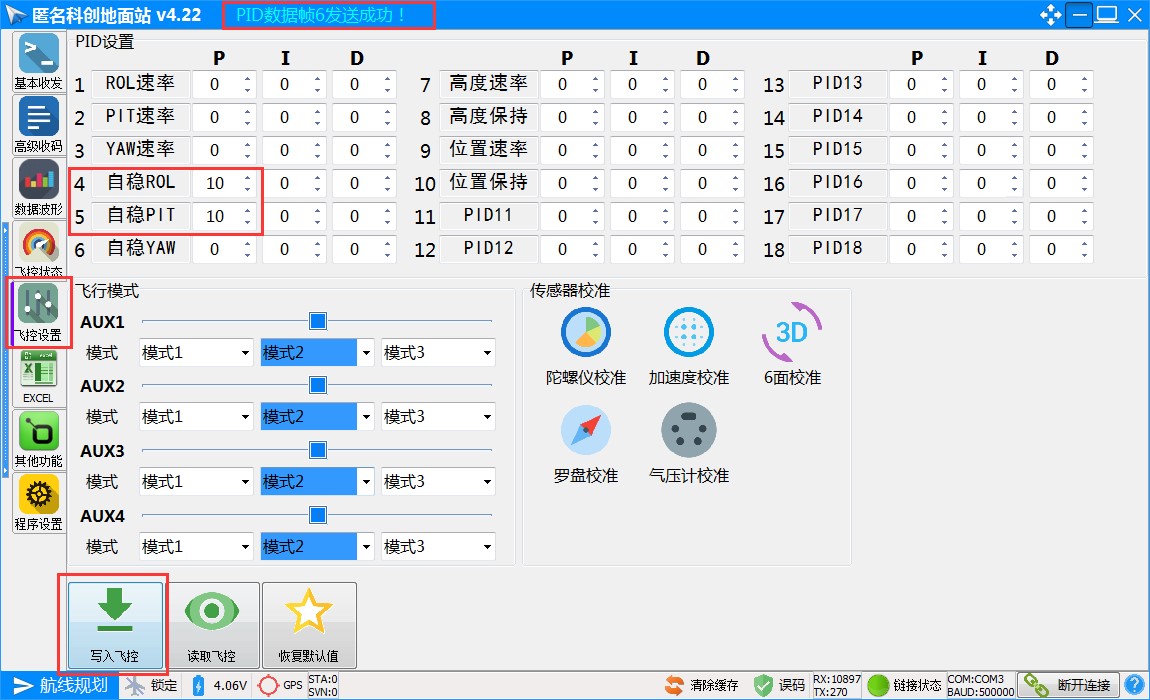 匿名科创地面站 v4.22 PID数据帧6发送成功！
基本收发
高级收码
数据波形
飞控状态
飞控设置
EXCEL
其他功能
程序设置
PID设置
P I D P I D P I D
1 ROL速率 0 0 0 7 高度速率 0 0 0 13 PID13 0 0 0
2 PIT速率 0 0 0 8 高度保持 0 0 0 14 PID14 0 0 0
3 YAW速率 0 0 0 9 位置速率 0 0 0 15 PID15 0 0 0
4 自稳ROL 10 0 0 10 位置保持 0 0 0 16 PID16 0 0 0
5 自稳PIT 10 0 0 11 PID11 0 0 0 17 PID17 0 0 0
6 自稳YAW 0 0 0 12 PID12 0 0 0 18 PID18 0 0 0
飞行模式
AUX1
模式 模式1 模式2 模式3
AUX2
模式 模式1 模式2 模式3
AUX3
模式 模式1 模式2 模式3
AUX4
模式 模式1 模式2 模式3
传感器校准
陀螺仪校准 加速度校准 3D 6面校准
罗盘校准 气压计校准
写入飞控 读取飞控 恢复默认值
航线规划 锁定 4.06V GPS STA:0 SVN:0 清除缓存 误码 RX:10897 TX:270 链接状态 COM:COM3 BAUD:500000 断开连接 ?